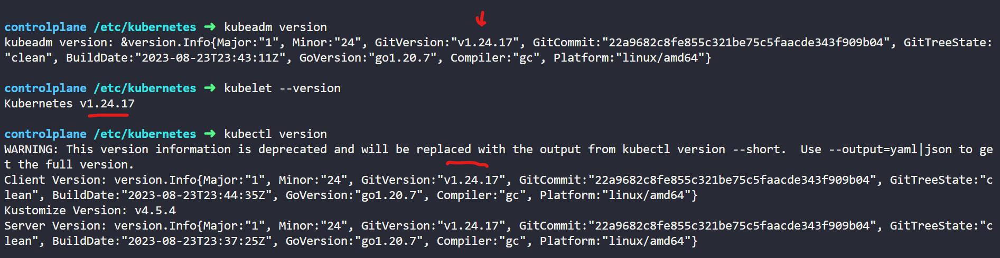 controlplane /etc/kubernetes ➜ kubeadm version
kubeadm version: &version.Info{Major:"1", Minor:"24", GitVersion:"v1.24.17", GitCommit:"22a9682c8fe855c321be75c5faacde343f909b04", GitTreeState:
"clean", BuildDate:"2023-08-23T23:43:11Z", GoVersion:"go1.20.7", Compiler:"gc", Platform:"linux/amd64"}
controlplane /etc/kubernetes ➜ kubelet --version
Kubernetes v1.24.17
controlplane /etc/kubernetes ➜ kubectl version
WARNING: This version information is deprecated and will be replaced with the output from kubectl version --short.  Use --output=yaml|json to ge
t the full version.
Client Version: version.Info{Major:"1", Minor:"24", GitVersion:"v1.24.17", GitCommit:"22a9682c8fe855c321be75c5faacde343f909b04", GitTreeState:"c
lean", BuildDate:"2023-08-23T23:44:35Z", GoVersion:"go1.20.7", Compiler:"gc", Platform:"linux/amd64"}
Kustomize Version: v4.5.4
Server Version: version.Info{Major:"1", Minor:"24", GitVersion:"v1.24.17", GitCommit:"22a9682c8fe855c321be75c5faacde343f909b04", GitTreeState:"c
lean", BuildDate:"2023-08-23T23:37:25Z", GoVersion:"go1.20.7", Compiler:"gc", Platform:"linux/amd64"}